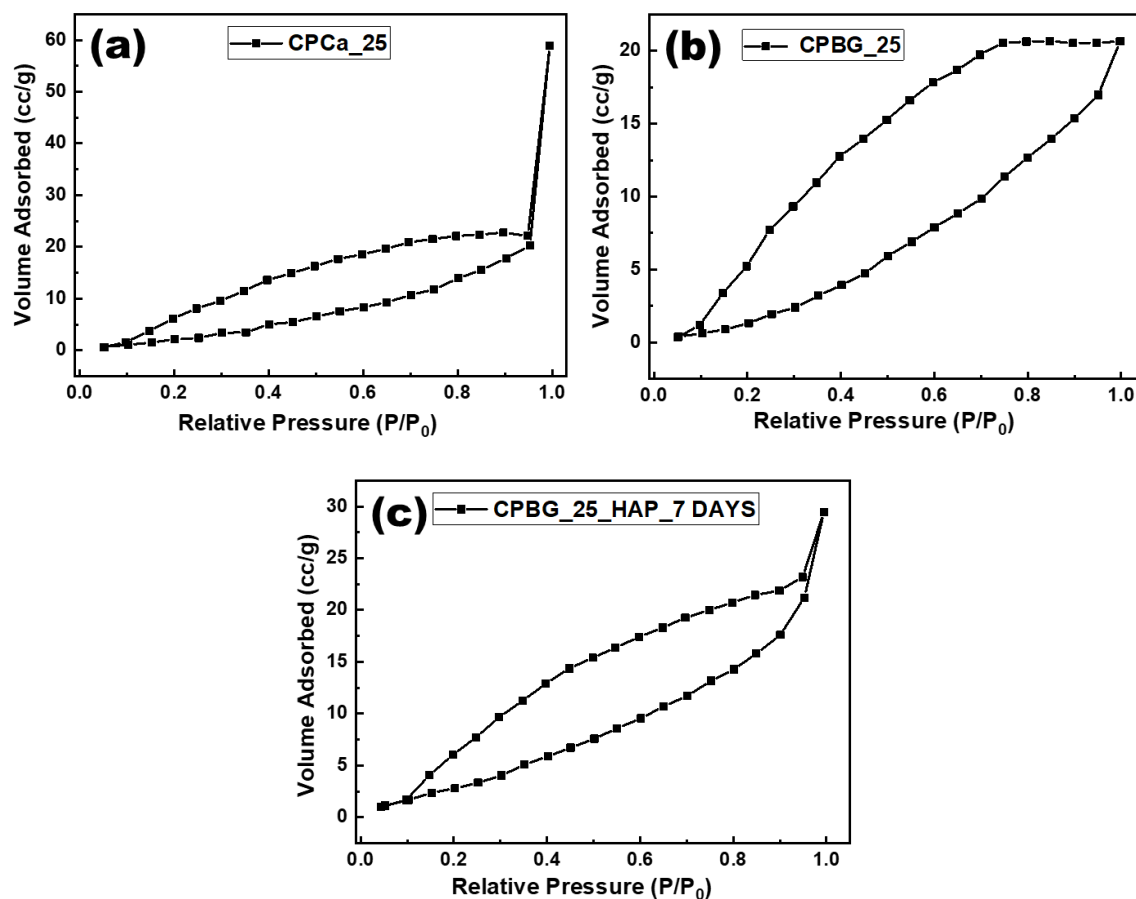 (a)
CPCa_25
Volume Adsorbed (cc/g)
60
50
40
30
20
10
0
0.0 0.2 0.4 0.6 0.8 1.0
Relative Pressure (P/P₀)
(b)
CPBG_25
Volume Adsorbed (cc/g)
20
15
10
5
0
0.0 0.2 0.4 0.6 0.8 1.0
Relative Pressure (P/P₀)
(c)
CPBG_25_HAP_7 DAYS
Volume Adsorbed (cc/g)
30
25
20
15
10
5
0
0.0 0.2 0.4 0.6 0.8 1.0
Relative Pressure (P/P₀)